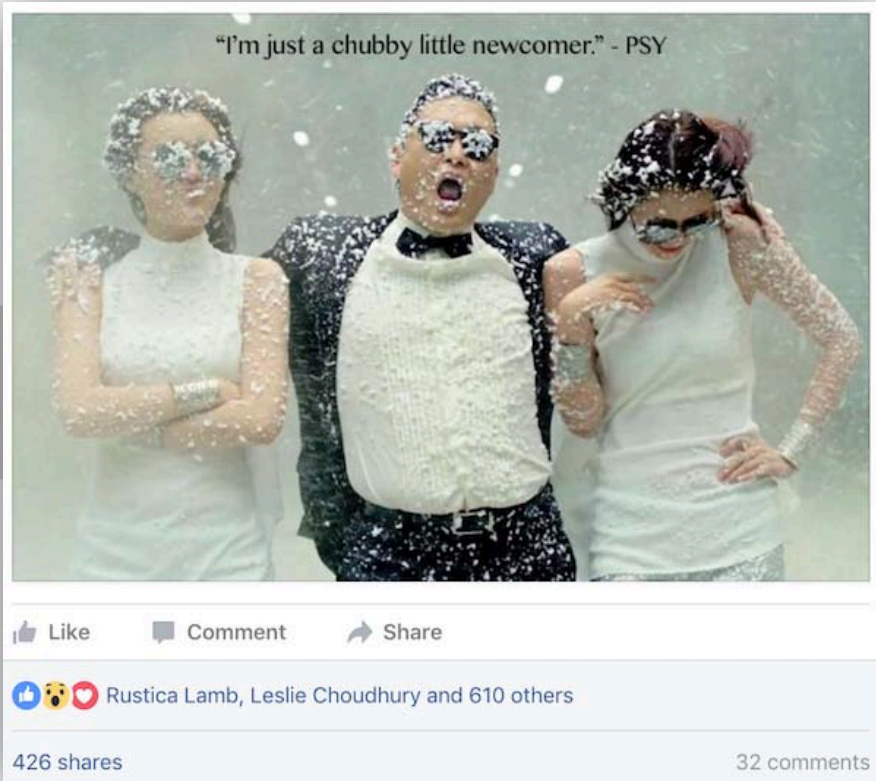 “I’m just a chubby little newcomer.” - PSY
Like Comment Share
Rustica Lamb, Leslie Choudhury and 610 others
426 shares 32 comments